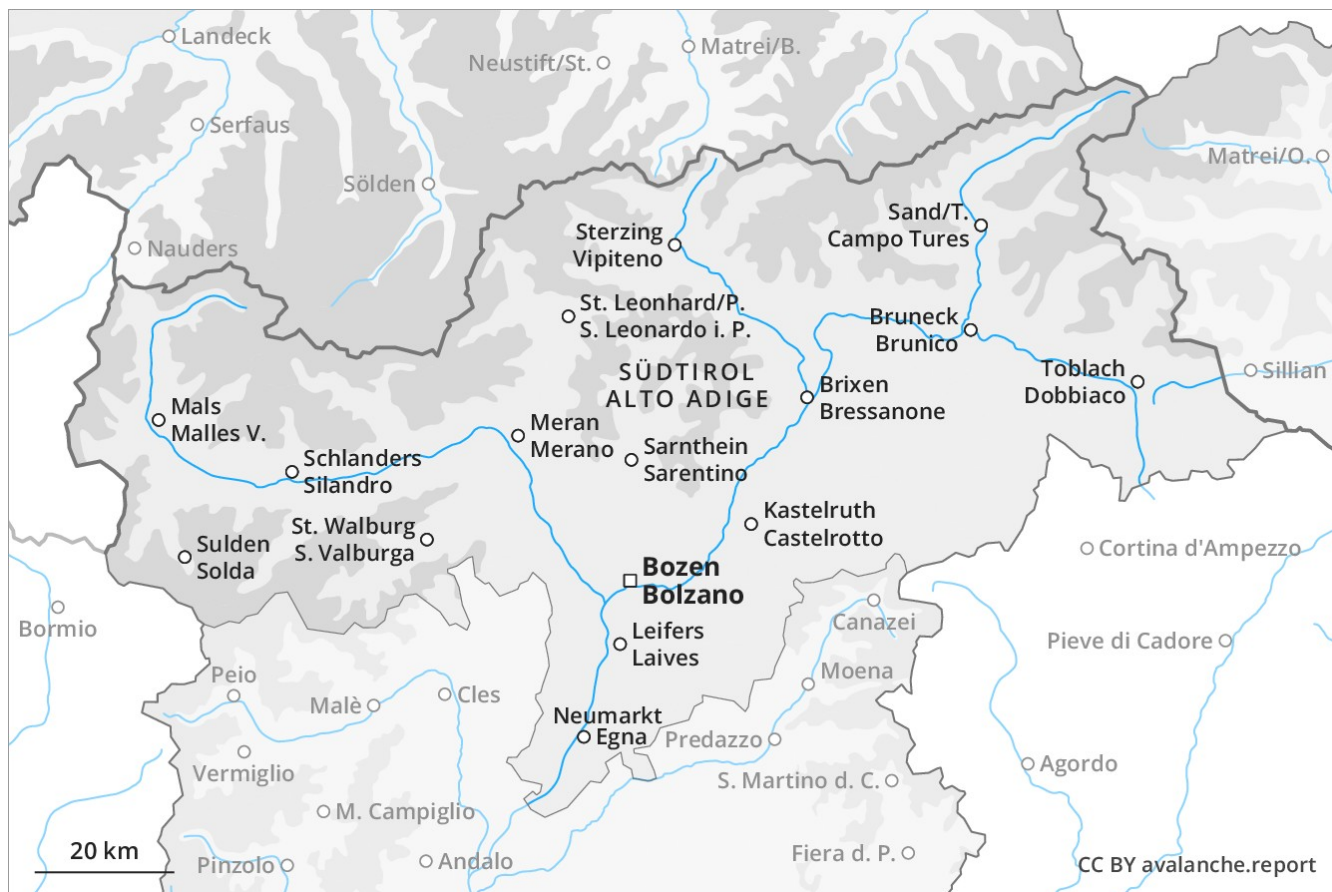 Landeck
Neustift/St.
Matrei/B.
Serfaus
Matrei/O.
Sölden
Nauders
Sand/T.
Campo Tures
Sterzing
Vipiteno
St. Leonhard/P.
S. Leonardo i. P.
Bruneck
Brunico
SÜDTIROL
ALTO ADIGE
Toblach
Dobbiaco
Sillian
Brixen
Bressanone
Mals
Malles V.
Meran
Merano
Sarnthein
Sarentino
Schlanders
Silandro
St. Walburg
S. Valburga
Kastelruth
Castelrotto
Sulden
Solda
Cortina d'Ampezzo
Bozen
Bolzano
Bormio
Canazei
Leifers
Laives
Pieve di Cadore
Peio
Moena
Malè
Cles
Neumarkt
Egna
Predazzo
Vermiglio
Agordo
S. Martino d. C.
M. Campiglio
20 km
Pinzolo
Andalo
Fiera d. P.
CC BY avalanche.report